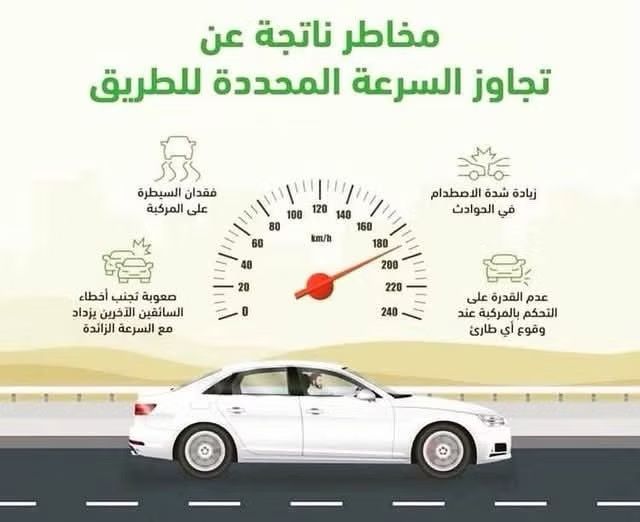 مخاطر ناتجة عن
تجاوز السرعة المحددة للطريق
زيادة شدة الاصطدام
في الحوادث
فقدان السيطرة
على المركبة
عدم القدرة على
التحكم بالمركبة عند
وقوع أي طارئ
صعوبة تجنب أخطاء
السائقين الآخرين يزداد
مع السرعة الزائدة
0
20
40
60
80
100
120
140
160
180
200
220
240
km/h